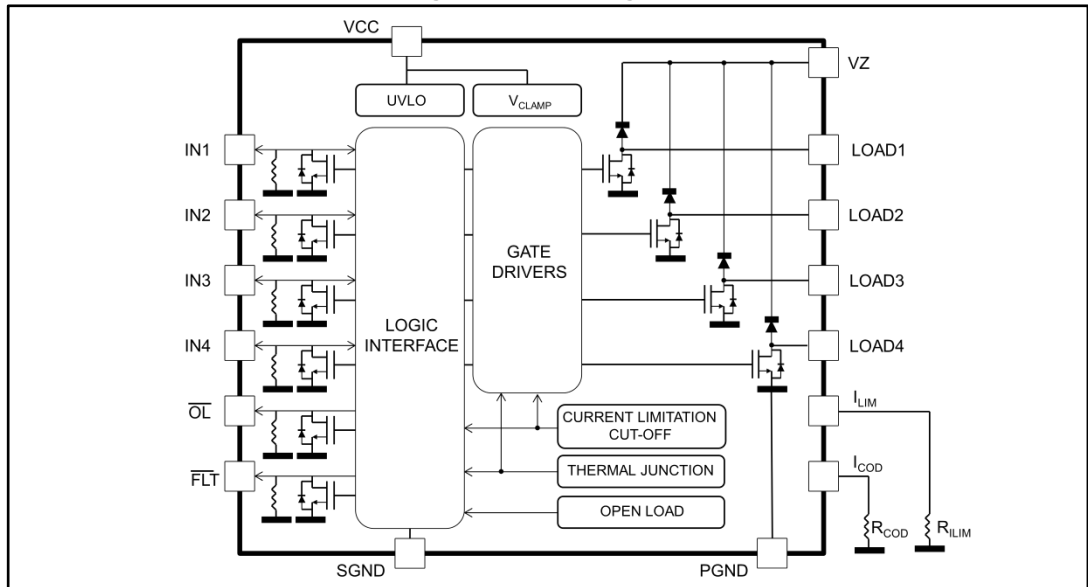 VCC
VZ
UVLO
VCLAMP
IN1
LOAD1
IN2
LOAD2
GATE
DRIVERS
IN3
LOAD3
LOGIC
INTERFACE
IN4
LOAD4
OL
ILIM
CURRENT LIMITATION
CUT-OFF
FLT
THERMAL JUNCTION
ICOD
OPEN LOAD
RCOD
RILIM
SGND
PGND